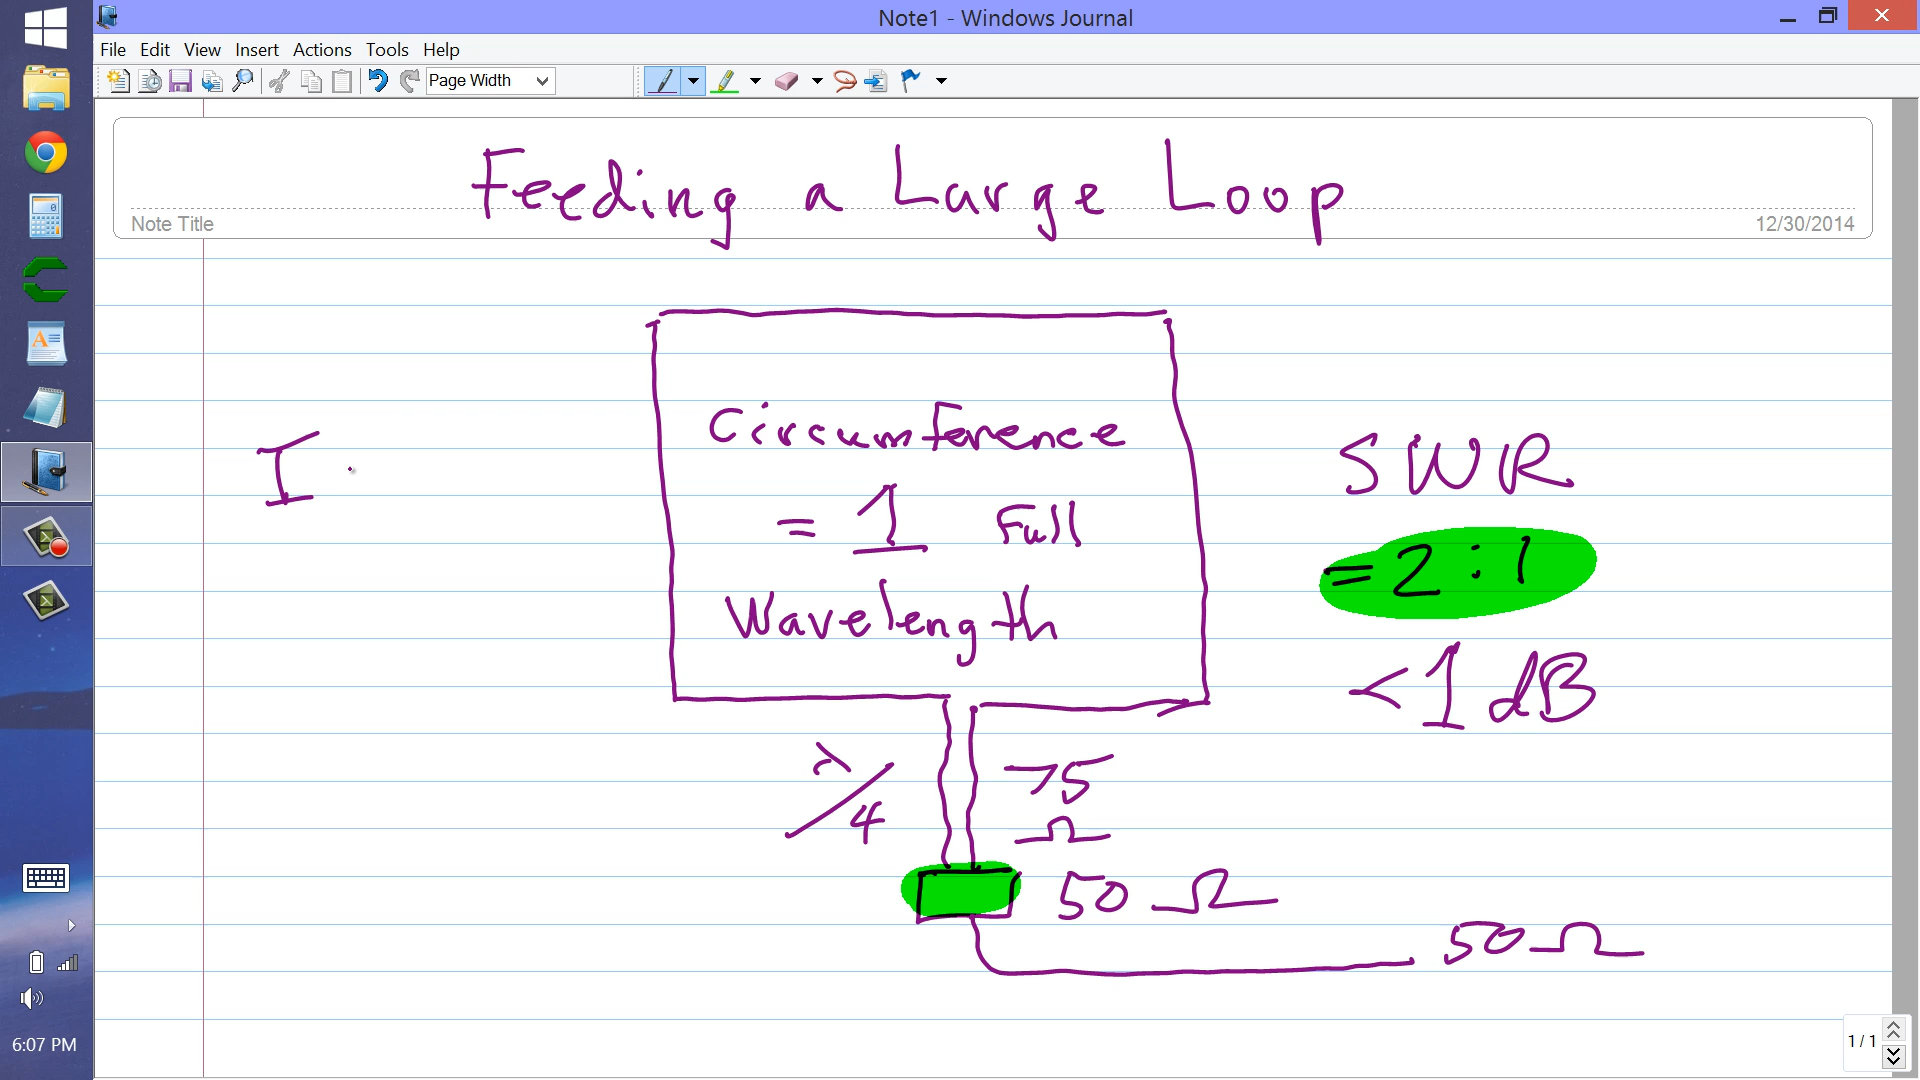 Note1 - Windows Journal
File Edit View Insert Actions Tools Help
Page Width
Feeding a Large Loop
Note Title
12/30/2014
Circumference
= 1 Full
Wavelength
I
SWR
= 2:1
<1 dB
λ/4
75
Ω
50 Ω
50 Ω
6:07 PM
1 / 1